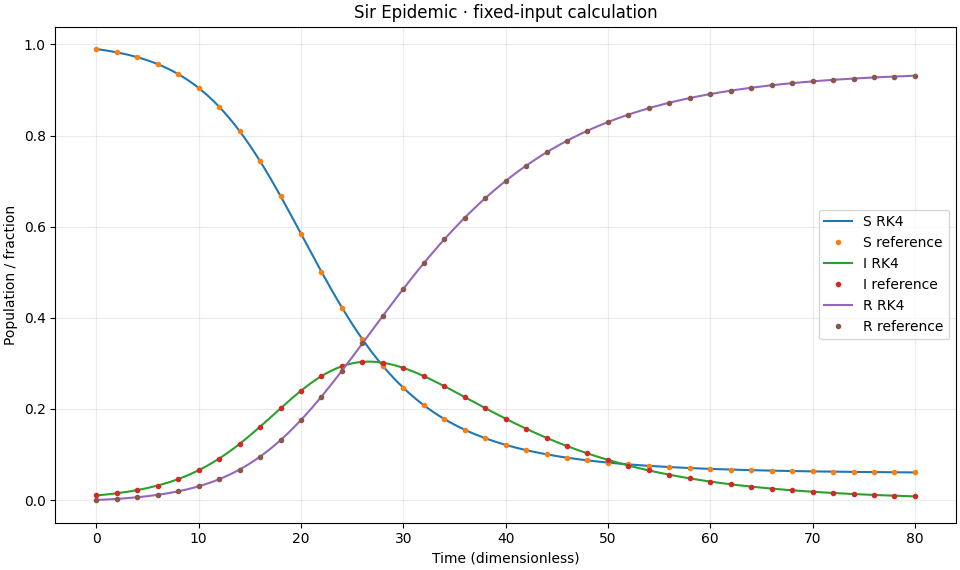 Sir Epidemic · fixed-input calculation
Population / fraction
1.0
0.8
0.6
0.4
0.2
0.0
S RK4
S reference
I RK4
I reference
R RK4
R reference
0 10 20 30 40 50 60 70 80
Time (dimensionless)